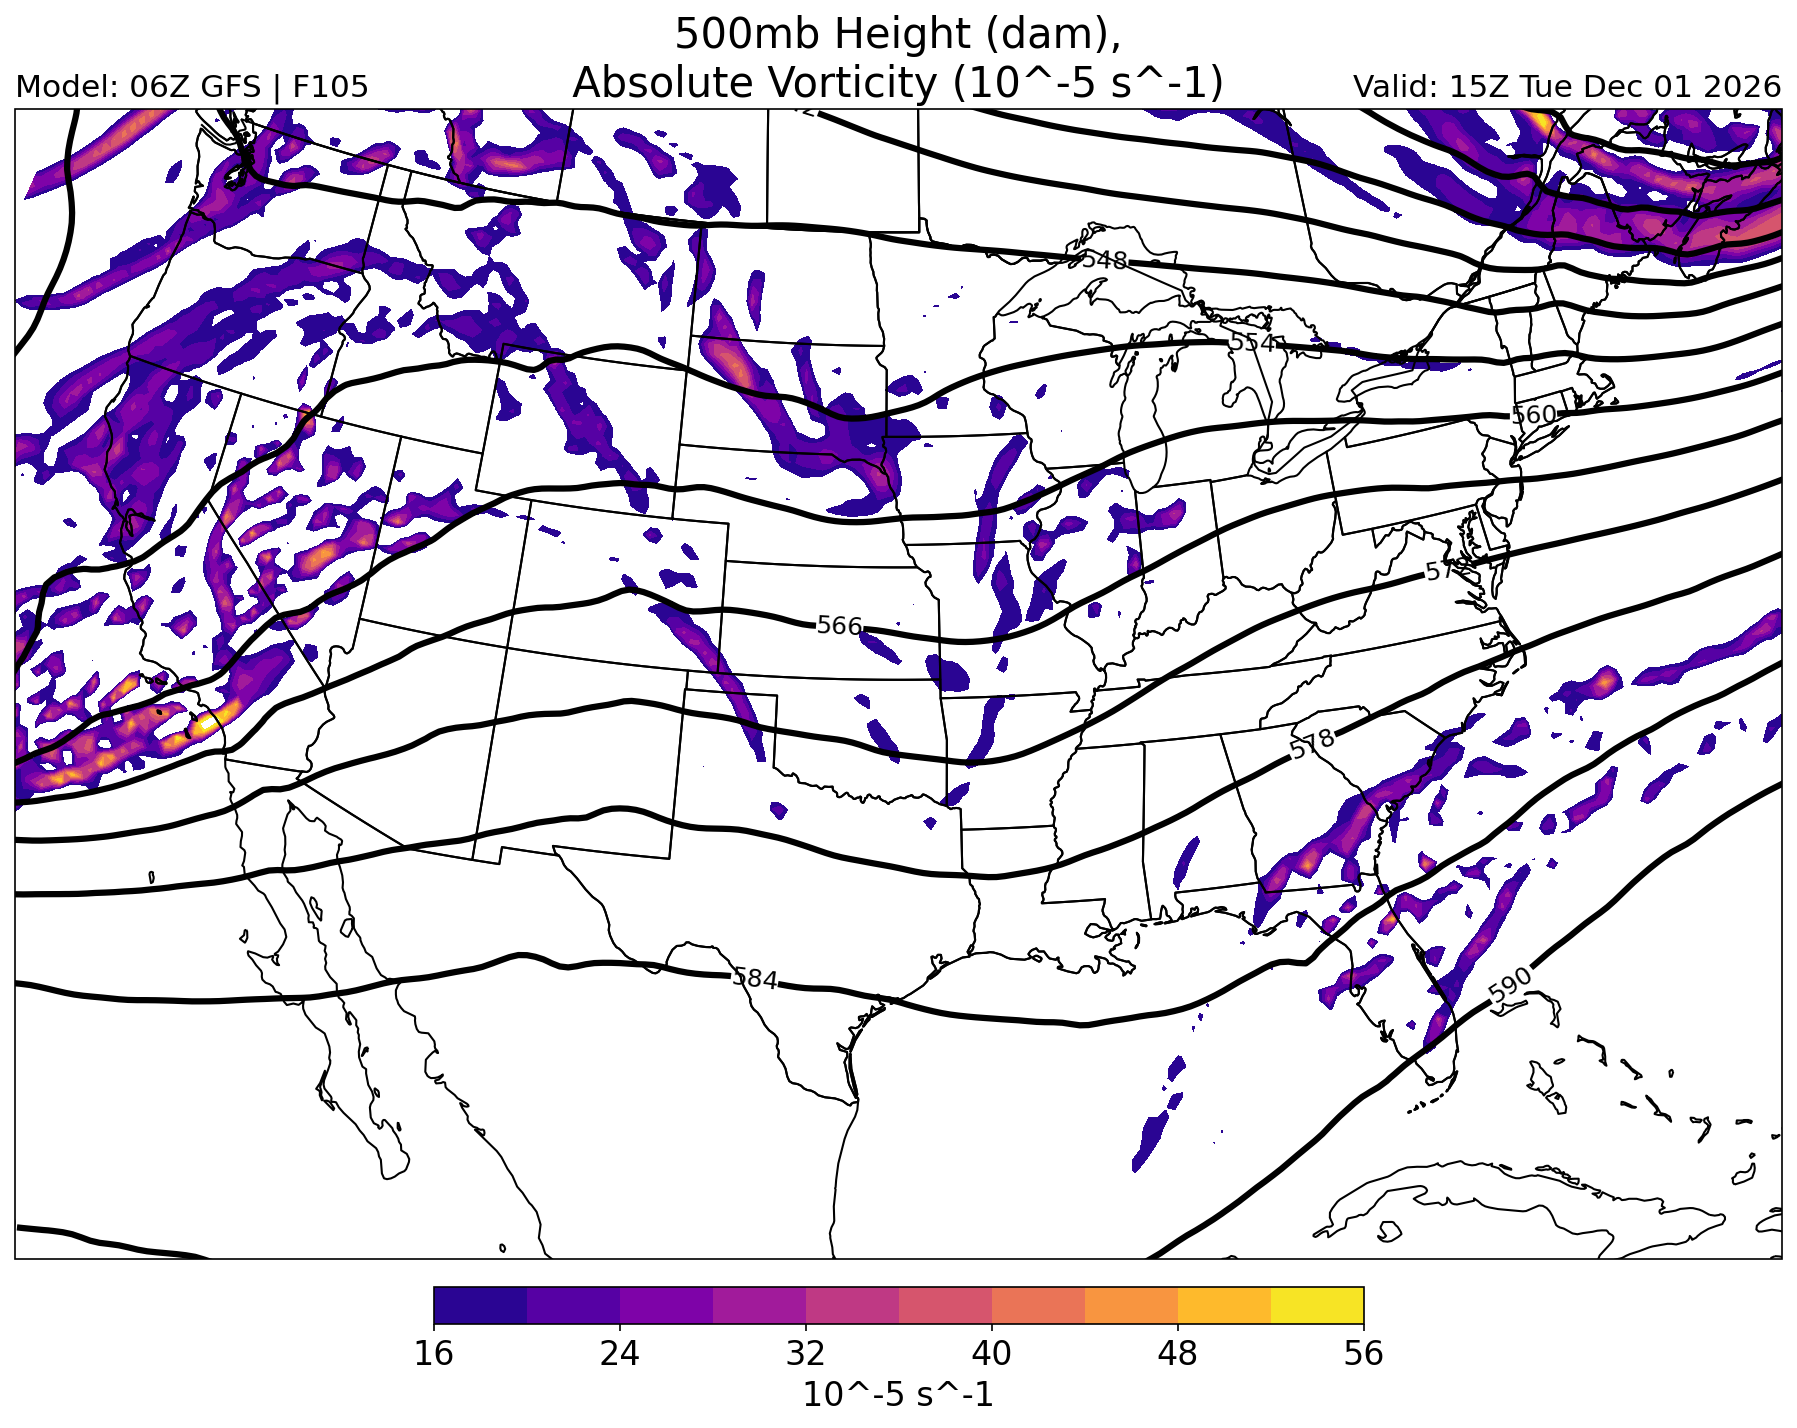 500mb Height (dam),
Absolute Vorticity (10^-5 s^-1)
Model: 06Z GFS | F105
Valid: 15Z Tue Dec 01 2026
548
554
560
566
578
584
590
16 24 32 40 48 56
10^-5 s^-1